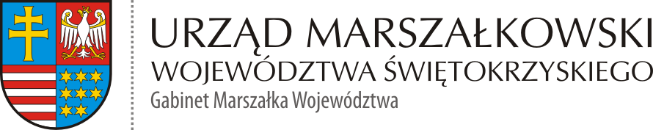 URZĄD MARSZAŁKOWSKI
WOJEWÓDZTWA ŚWIĘTOKRZYSKIEGO
Gabinet Marszałka Województwa